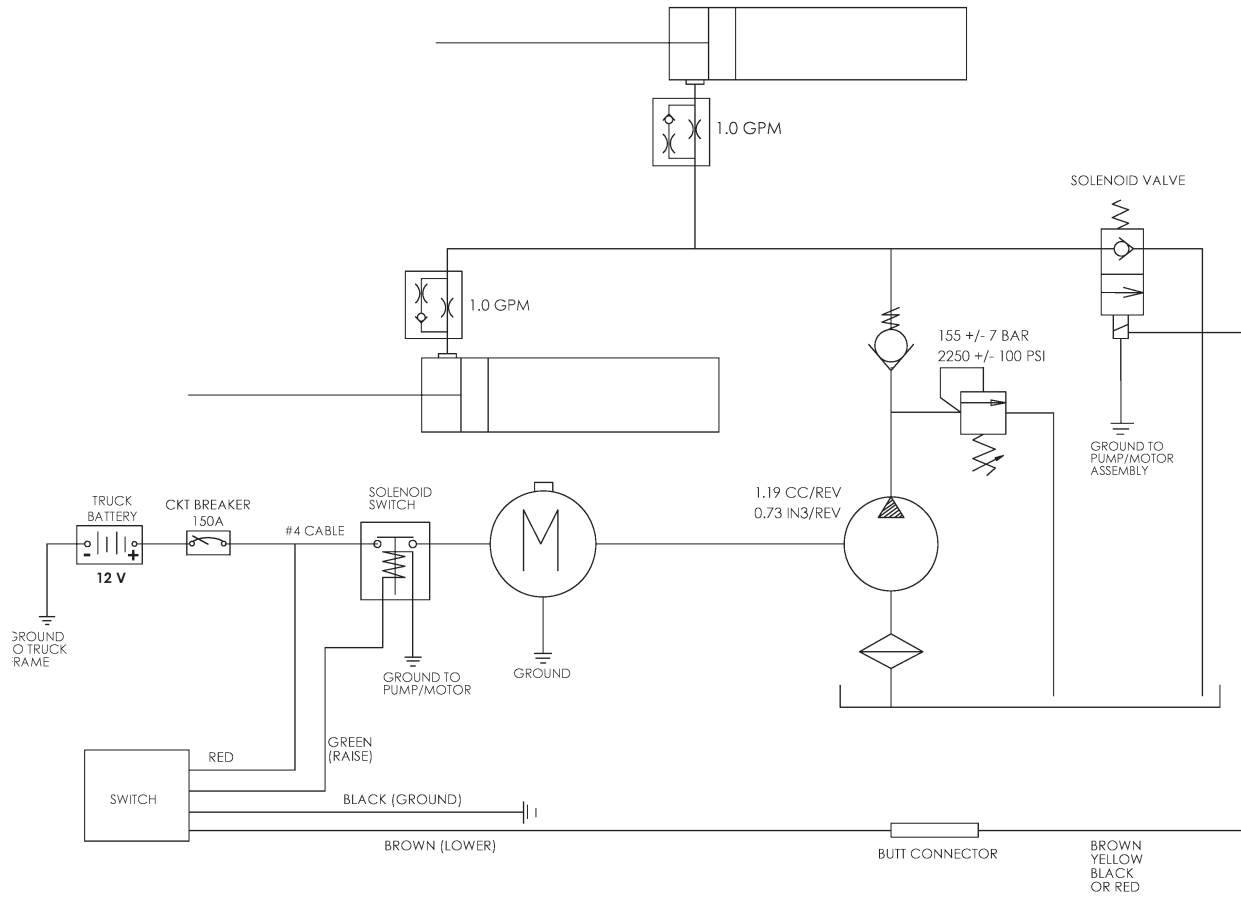 1.0 GPM
SOLENOID VALVE
1.0 GPM
155 +/- 7 BAR
2250 +/- 100 PSI
GROUND TO
PUMP/MOTOR
ASSEMBLY
TRUCK
BATTERY
- +
12 V
CKT BREAKER
150A
#4 CABLE
SOLENOID
SWITCH
M
1.19 CC/REV
0.73 IN3/REV
GROUND
O TRUCK
RAME
GROUND TO
PUMP/MOTOR
GROUND
RED
GREEN
(RAISE)
SWITCH
BLACK (GROUND)
BROWN (LOWER)
BUTT CONNECTOR
BROWN
YELLOW
BLACK
OR RED